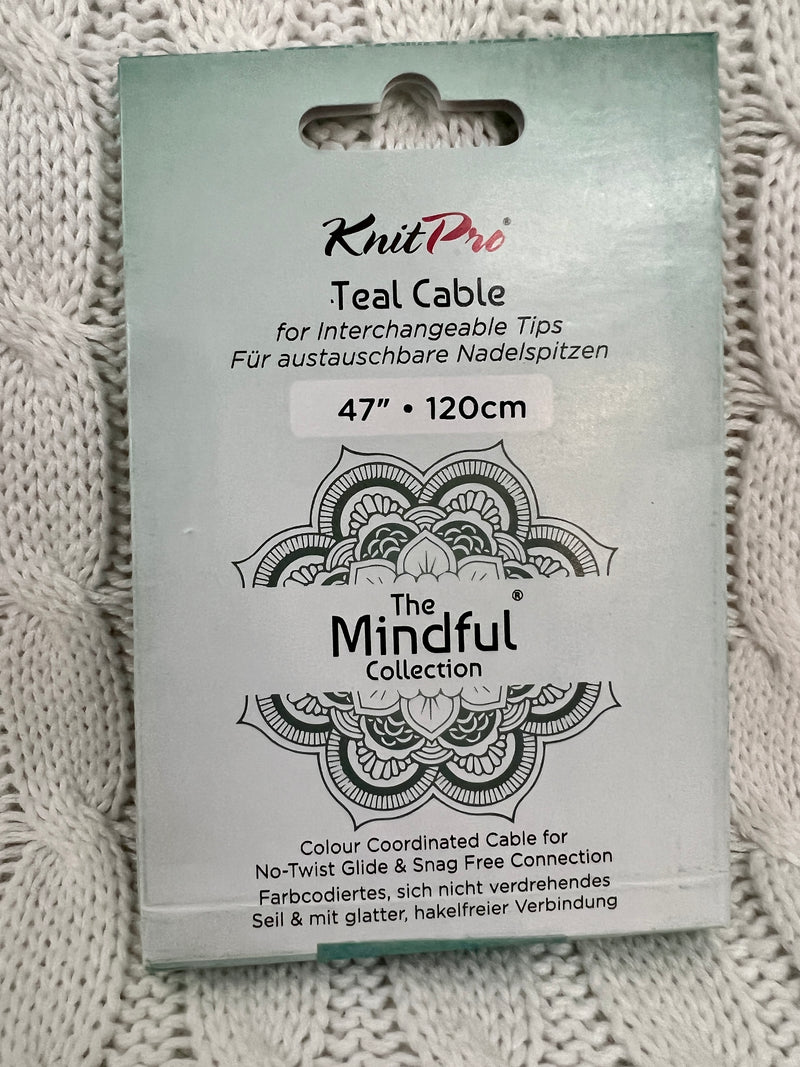 KnitPro®
Teal Cable
for Interchangeable Tips
Für austauschbare Nadelspitzen
47" • 120cm
The
Mindful®
Collection
Colour Coordinated Cable for
No-Twist Glide & Snag Free Connection
Farbcodiertes, sich nicht verdrehendes
Seil & mit glatter, hakelfreier Verbindung